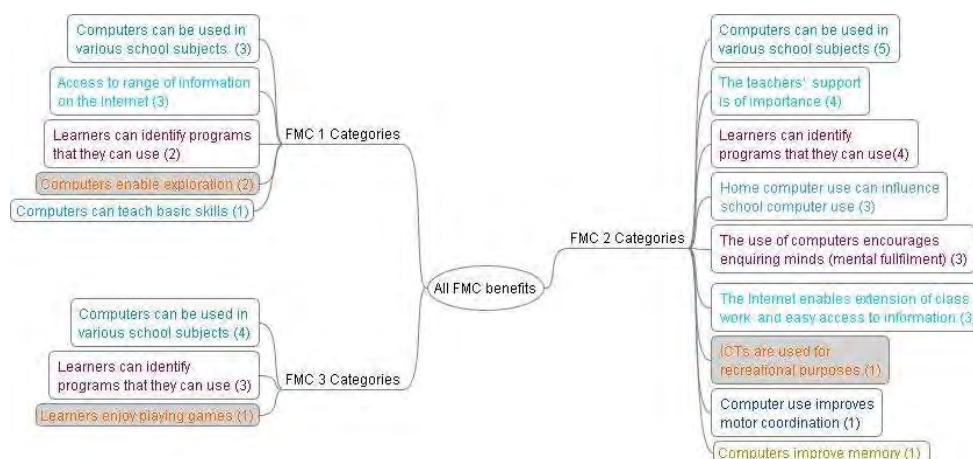 Computers can be used in
various school subjects (3)
Access to range of information
on the Internet (3)
Learners can identify programs
that they can use (2)
Computers enable exploration (2)
Computers can teach basic skills (1)
FMC 1 Categories
Computers can be used in
various school subjects (4)
Learners can identify
programs that they can use (3)
Learners enjoy playing games (1)
FMC 3 Categories
All FMC benefits
FMC 2 Categories
Computers can be used in
various school subjects (5)
The teachers' support
is of importance (4)
Learners can identify
programs that they can use(4)
Home computer use can influence
school computer use (3)
The use of computers encourages
enquiring minds (mental fullfilment) (3)
The Internet enables extension of class
work and easy access to information (3
ICTs are used for
recreational purposes (1)
Computer use improves
motor coordination (1)
Computers improve memory (1)